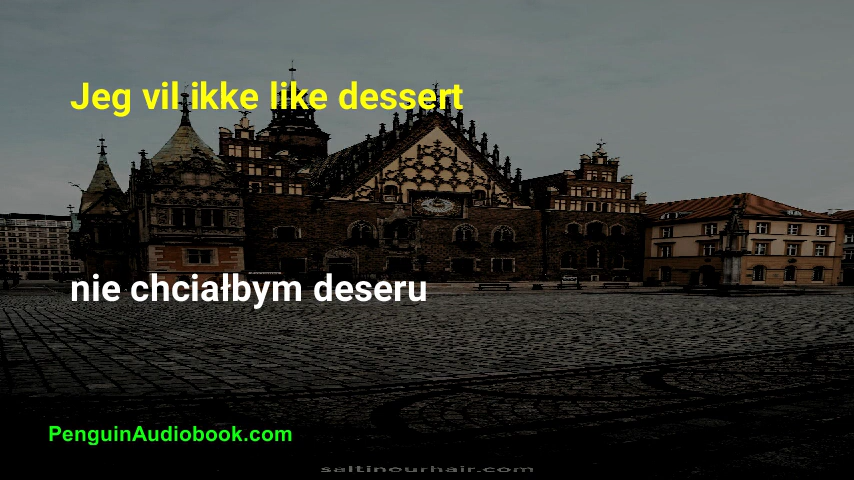 Jeg vil ikke like dessert
nie chciałbym deseru
PenguinAudiobook.com
saltinourhair.com